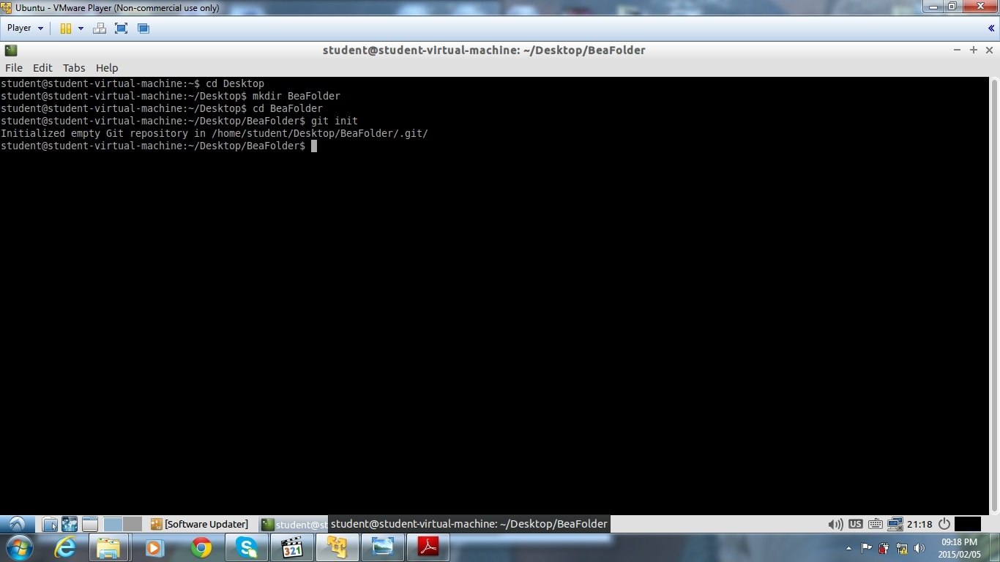 Ubuntu - VMware Player (Non-commercial use only)
Player
student@student-virtual-machine: ~/Desktop/BeaFolder
File Edit Tabs Help
student@student-virtual-machine:~$ cd Desktop
student@student-virtual-machine:~/Desktop$ mkdir BeaFolder
student@student-virtual-machine:~/Desktop$ cd BeaFolder
student@student-virtual-machine:~/Desktop/BeaFolder$ git init
Initialized empty Git repository in /home/student/Desktop/BeaFolder/.git/
student@student-virtual-machine:~/Desktop/BeaFolder$
[Software Updater] student@st student@student-virtual-machine: ~/Desktop/BeaFolder US 21:18
321 09:18 PM
2015/02/05